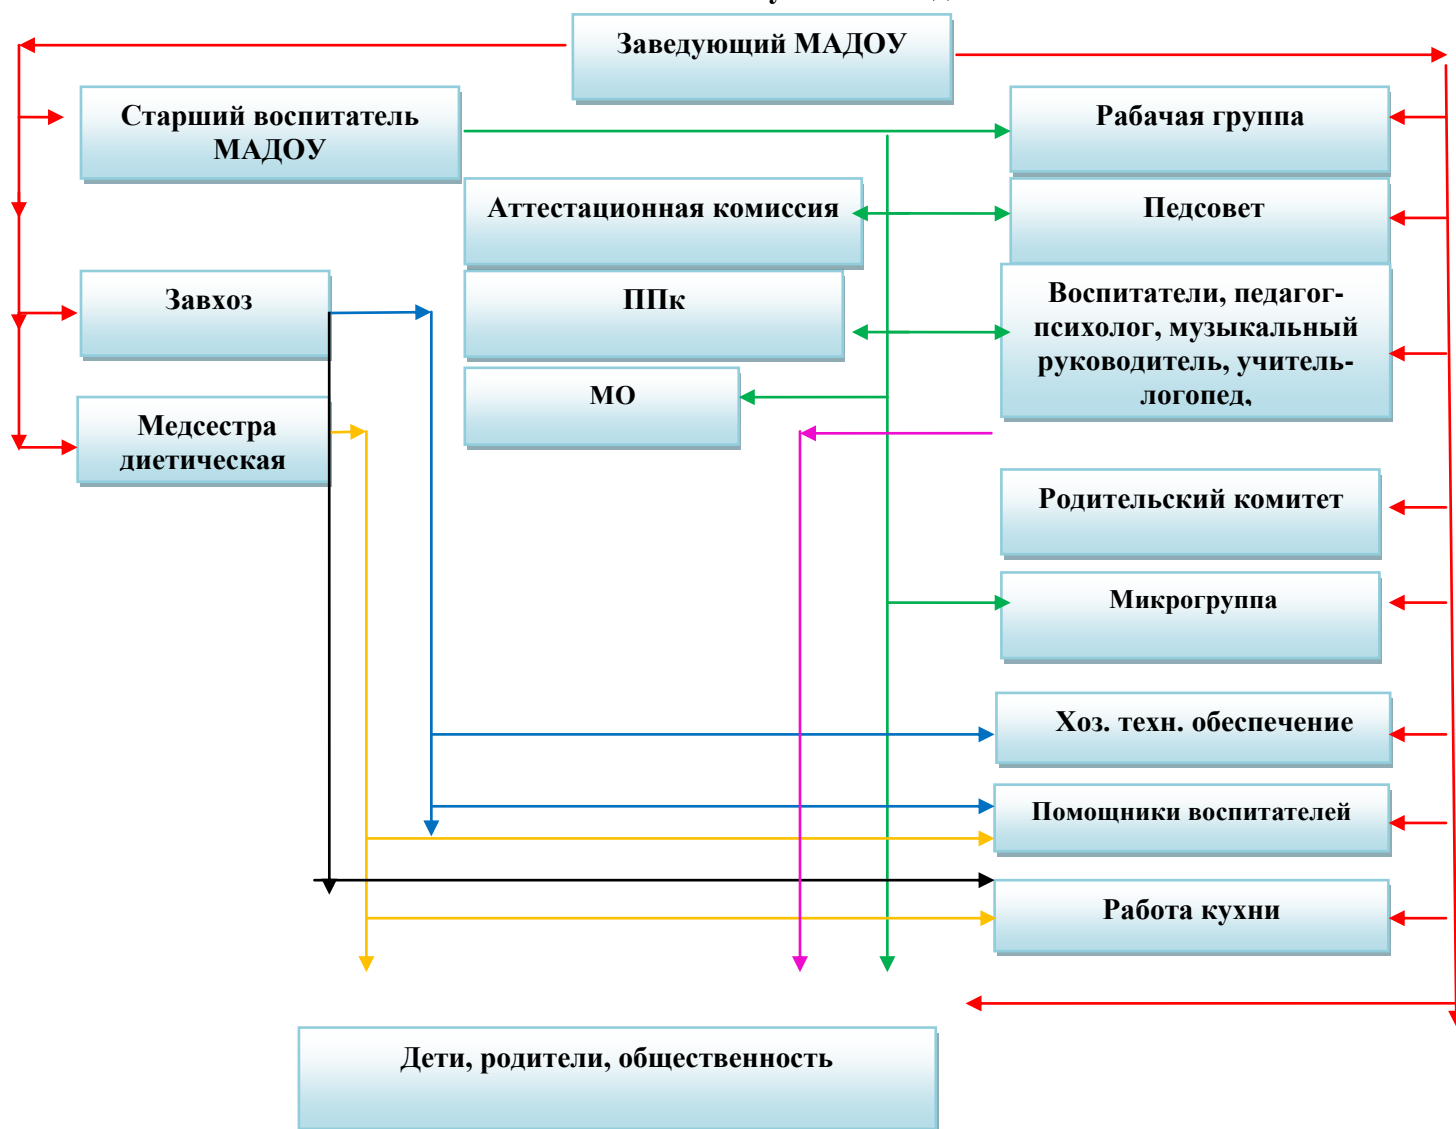 Заведующий МАДОУ
Старший воспитатель
МАДОУ
Рабачая группа
Аттестационная комиссия
Педсовет
Завхоз
ППк
Воспитатели, педагог-
психолог, музыкальный
руководитель, учитель-
логопед,
МО
Медсестра
диетическая
Родительский комитет
Микрогруппа
Хоз. техн. обеспечение
Помощники воспитателей
Работа кухни
Дети, родители, общественность